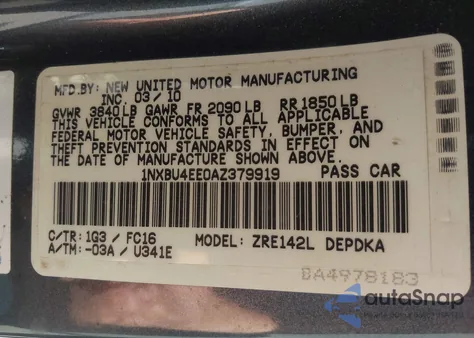 MFD.BY: NEW UNITED MOTOR MANUFACTURING
INC. 03 / 10
GVWR 3840 LB GAWR FR 2090 LB RR 1850 LB
THIS VEHICLE CONFORMS TO ALL APPLICABLE
FEDERAL MOTOR VEHICLE SAFETY, BUMPER, AND
THEFT PREVENTION STANDARDS IN EFFECT ON
THE DATE OF MANUFACTURE SHOWN ABOVE.
1NXBU4EE0AZ379919 PASS CAR
C/TR: 1G3 / FC16 MODEL: ZRE142L DEPDKA
A/TM: -03A / U341E
BA4978183
autoSnap